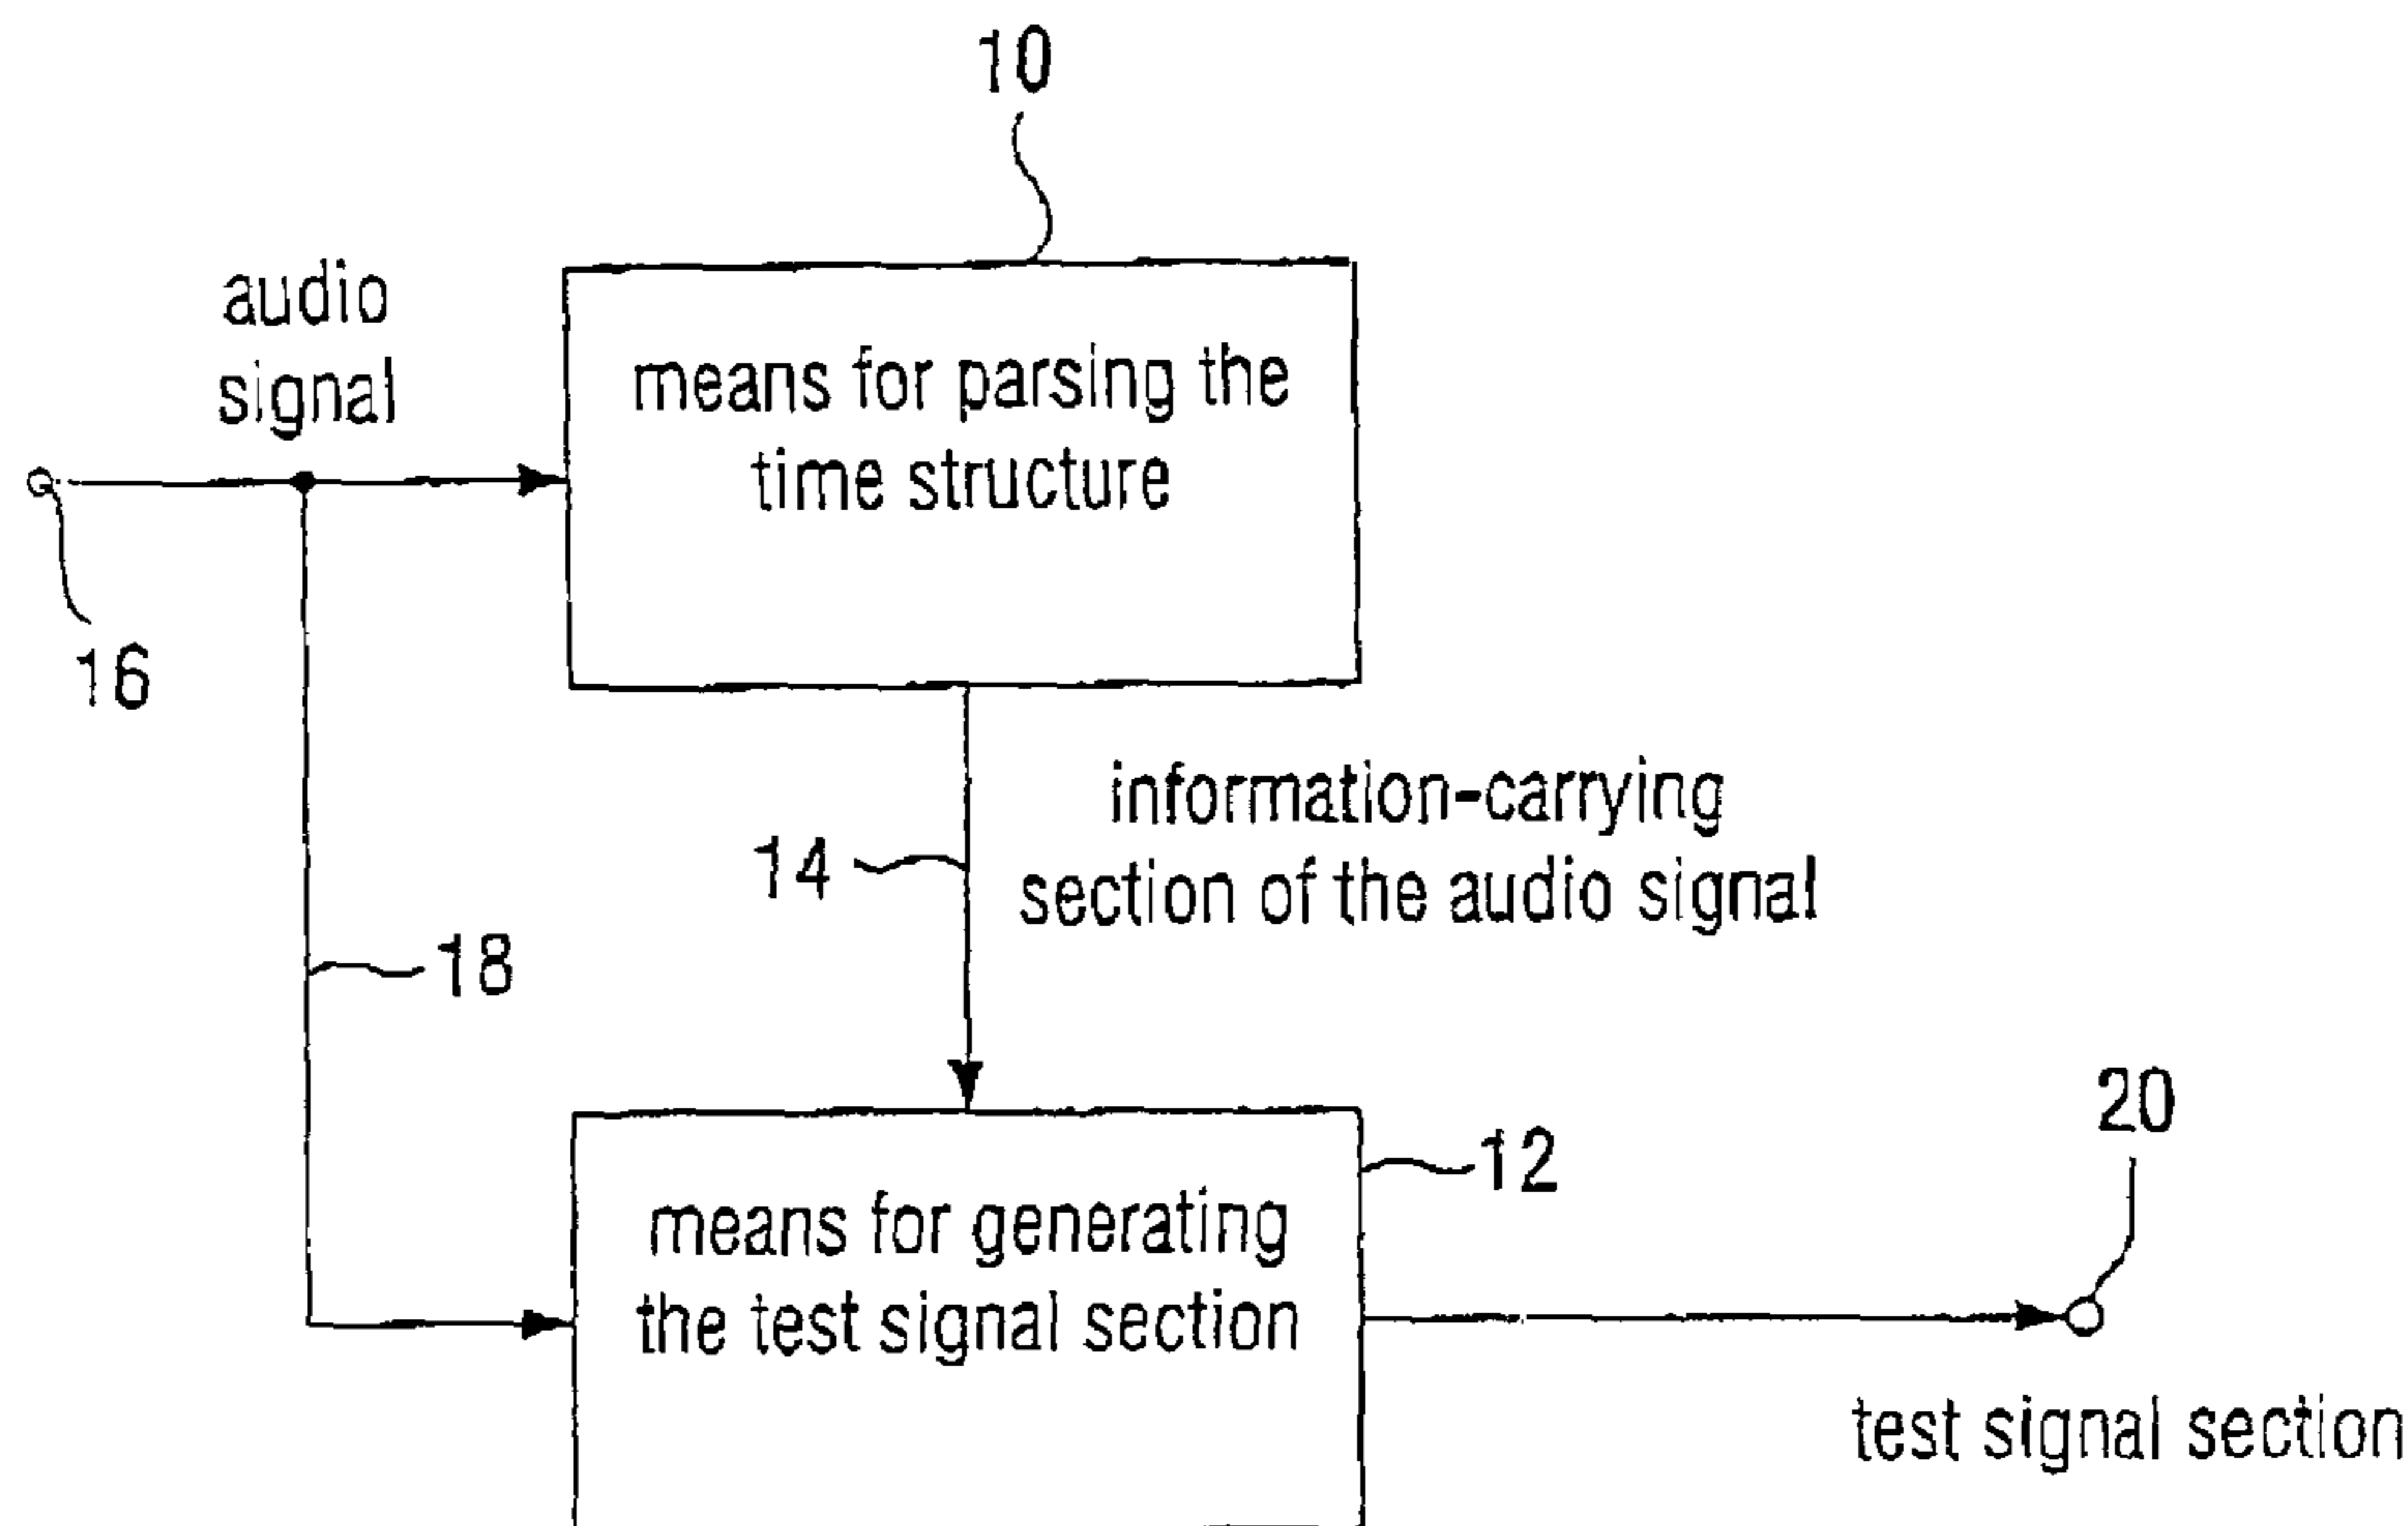 10
audio
signal
means for parsing the
time structure
16
information-carrying
section of the audio signal
14
18
20
12
means for generating
the test signal section
test signal section